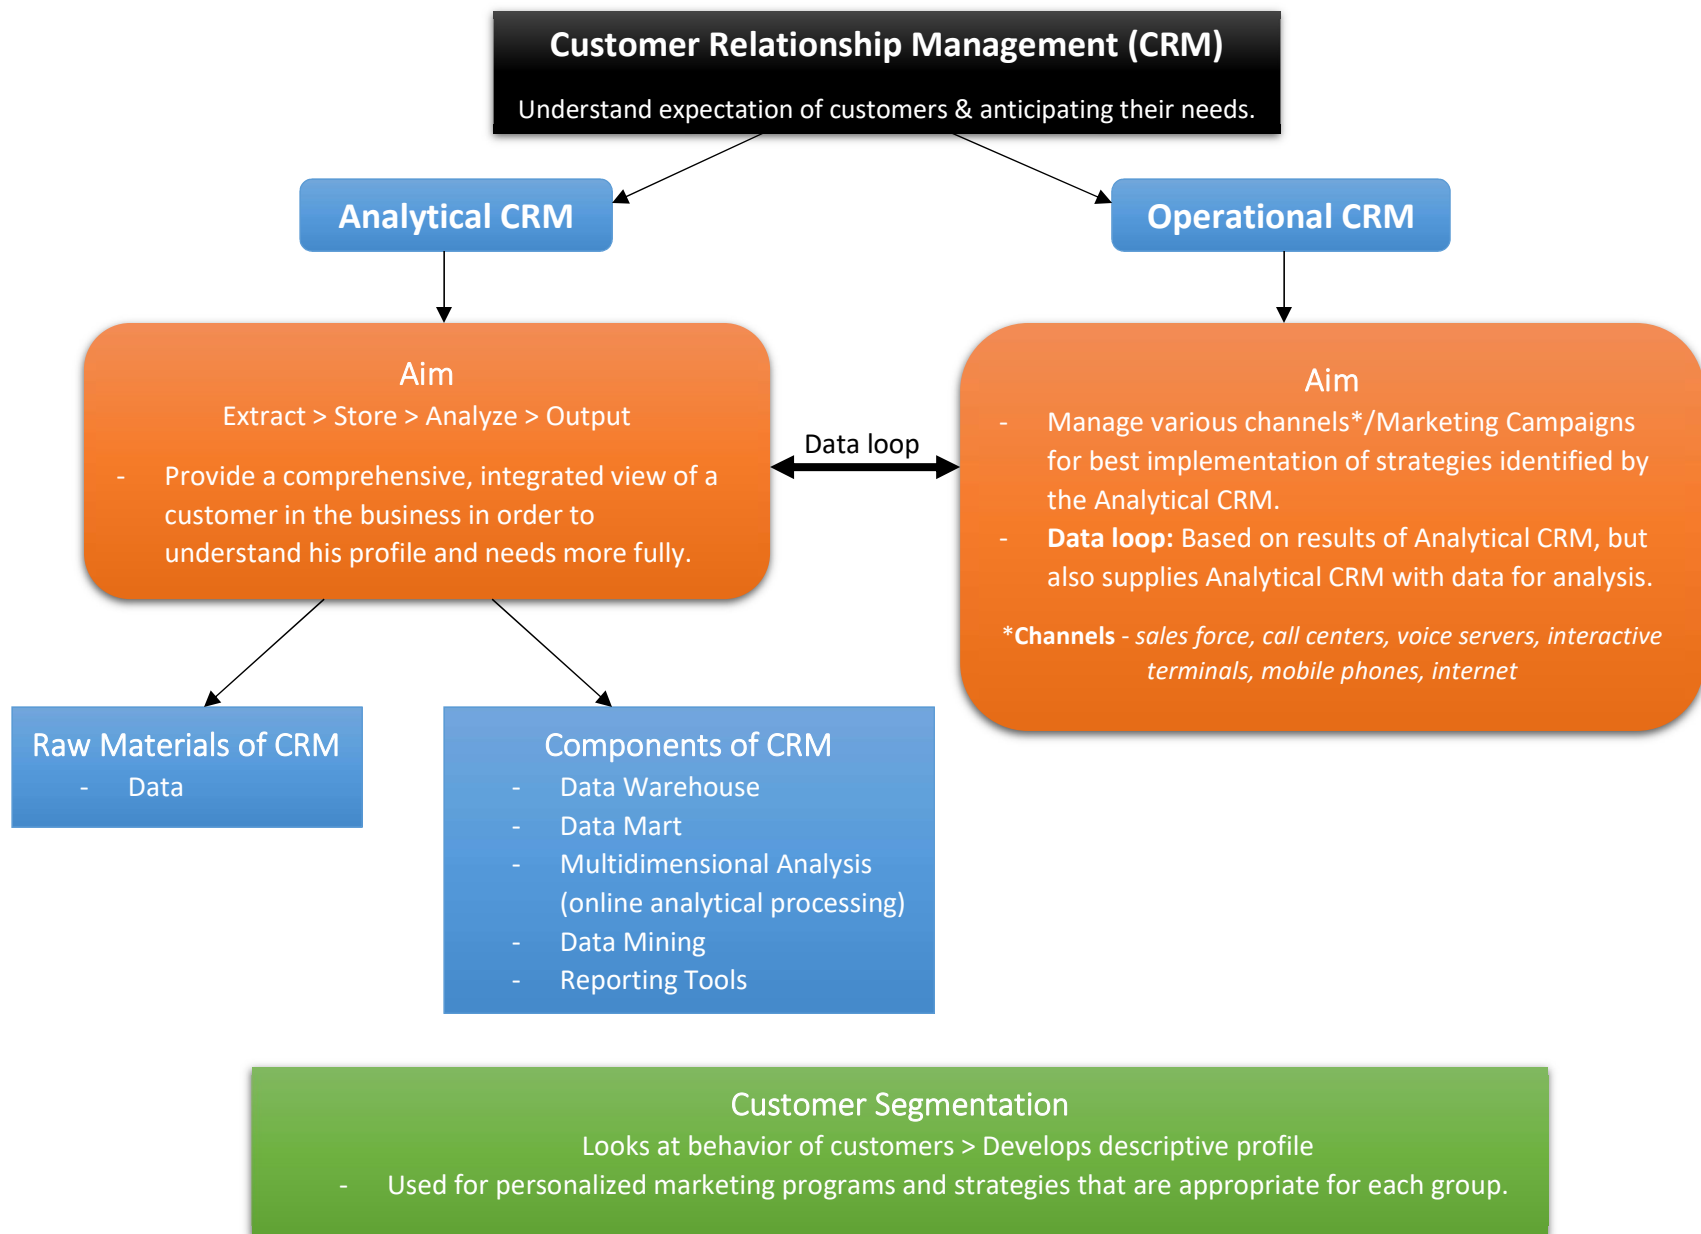 Customer Relationship Management (CRM)
Understand expectation of customers & anticipating their needs.
Analytical CRM
Operational CRM
Aim
Extract > Store > Analyze > Output
- Provide a comprehensive, integrated view of a
customer in the business in order to
understand his profile and needs more fully.
Data loop
Aim
- Manage various channels*/Marketing Campaigns
for best implementation of strategies identified by
the Analytical CRM.
- Data loop: Based on results of Analytical CRM, but
also supplies Analytical CRM with data for analysis.
*Channels - sales force, call centers, voice servers, interactive
terminals, mobile phones, internet
Raw Materials of CRM
- Data
Components of CRM
- Data Warehouse
- Data Mart
- Multidimensional Analysis
(online analytical processing)
- Data Mining
- Reporting Tools
Customer Segmentation
Looks at behavior of customers > Develops descriptive profile
- Used for personalized marketing programs and strategies that are appropriate for each group.